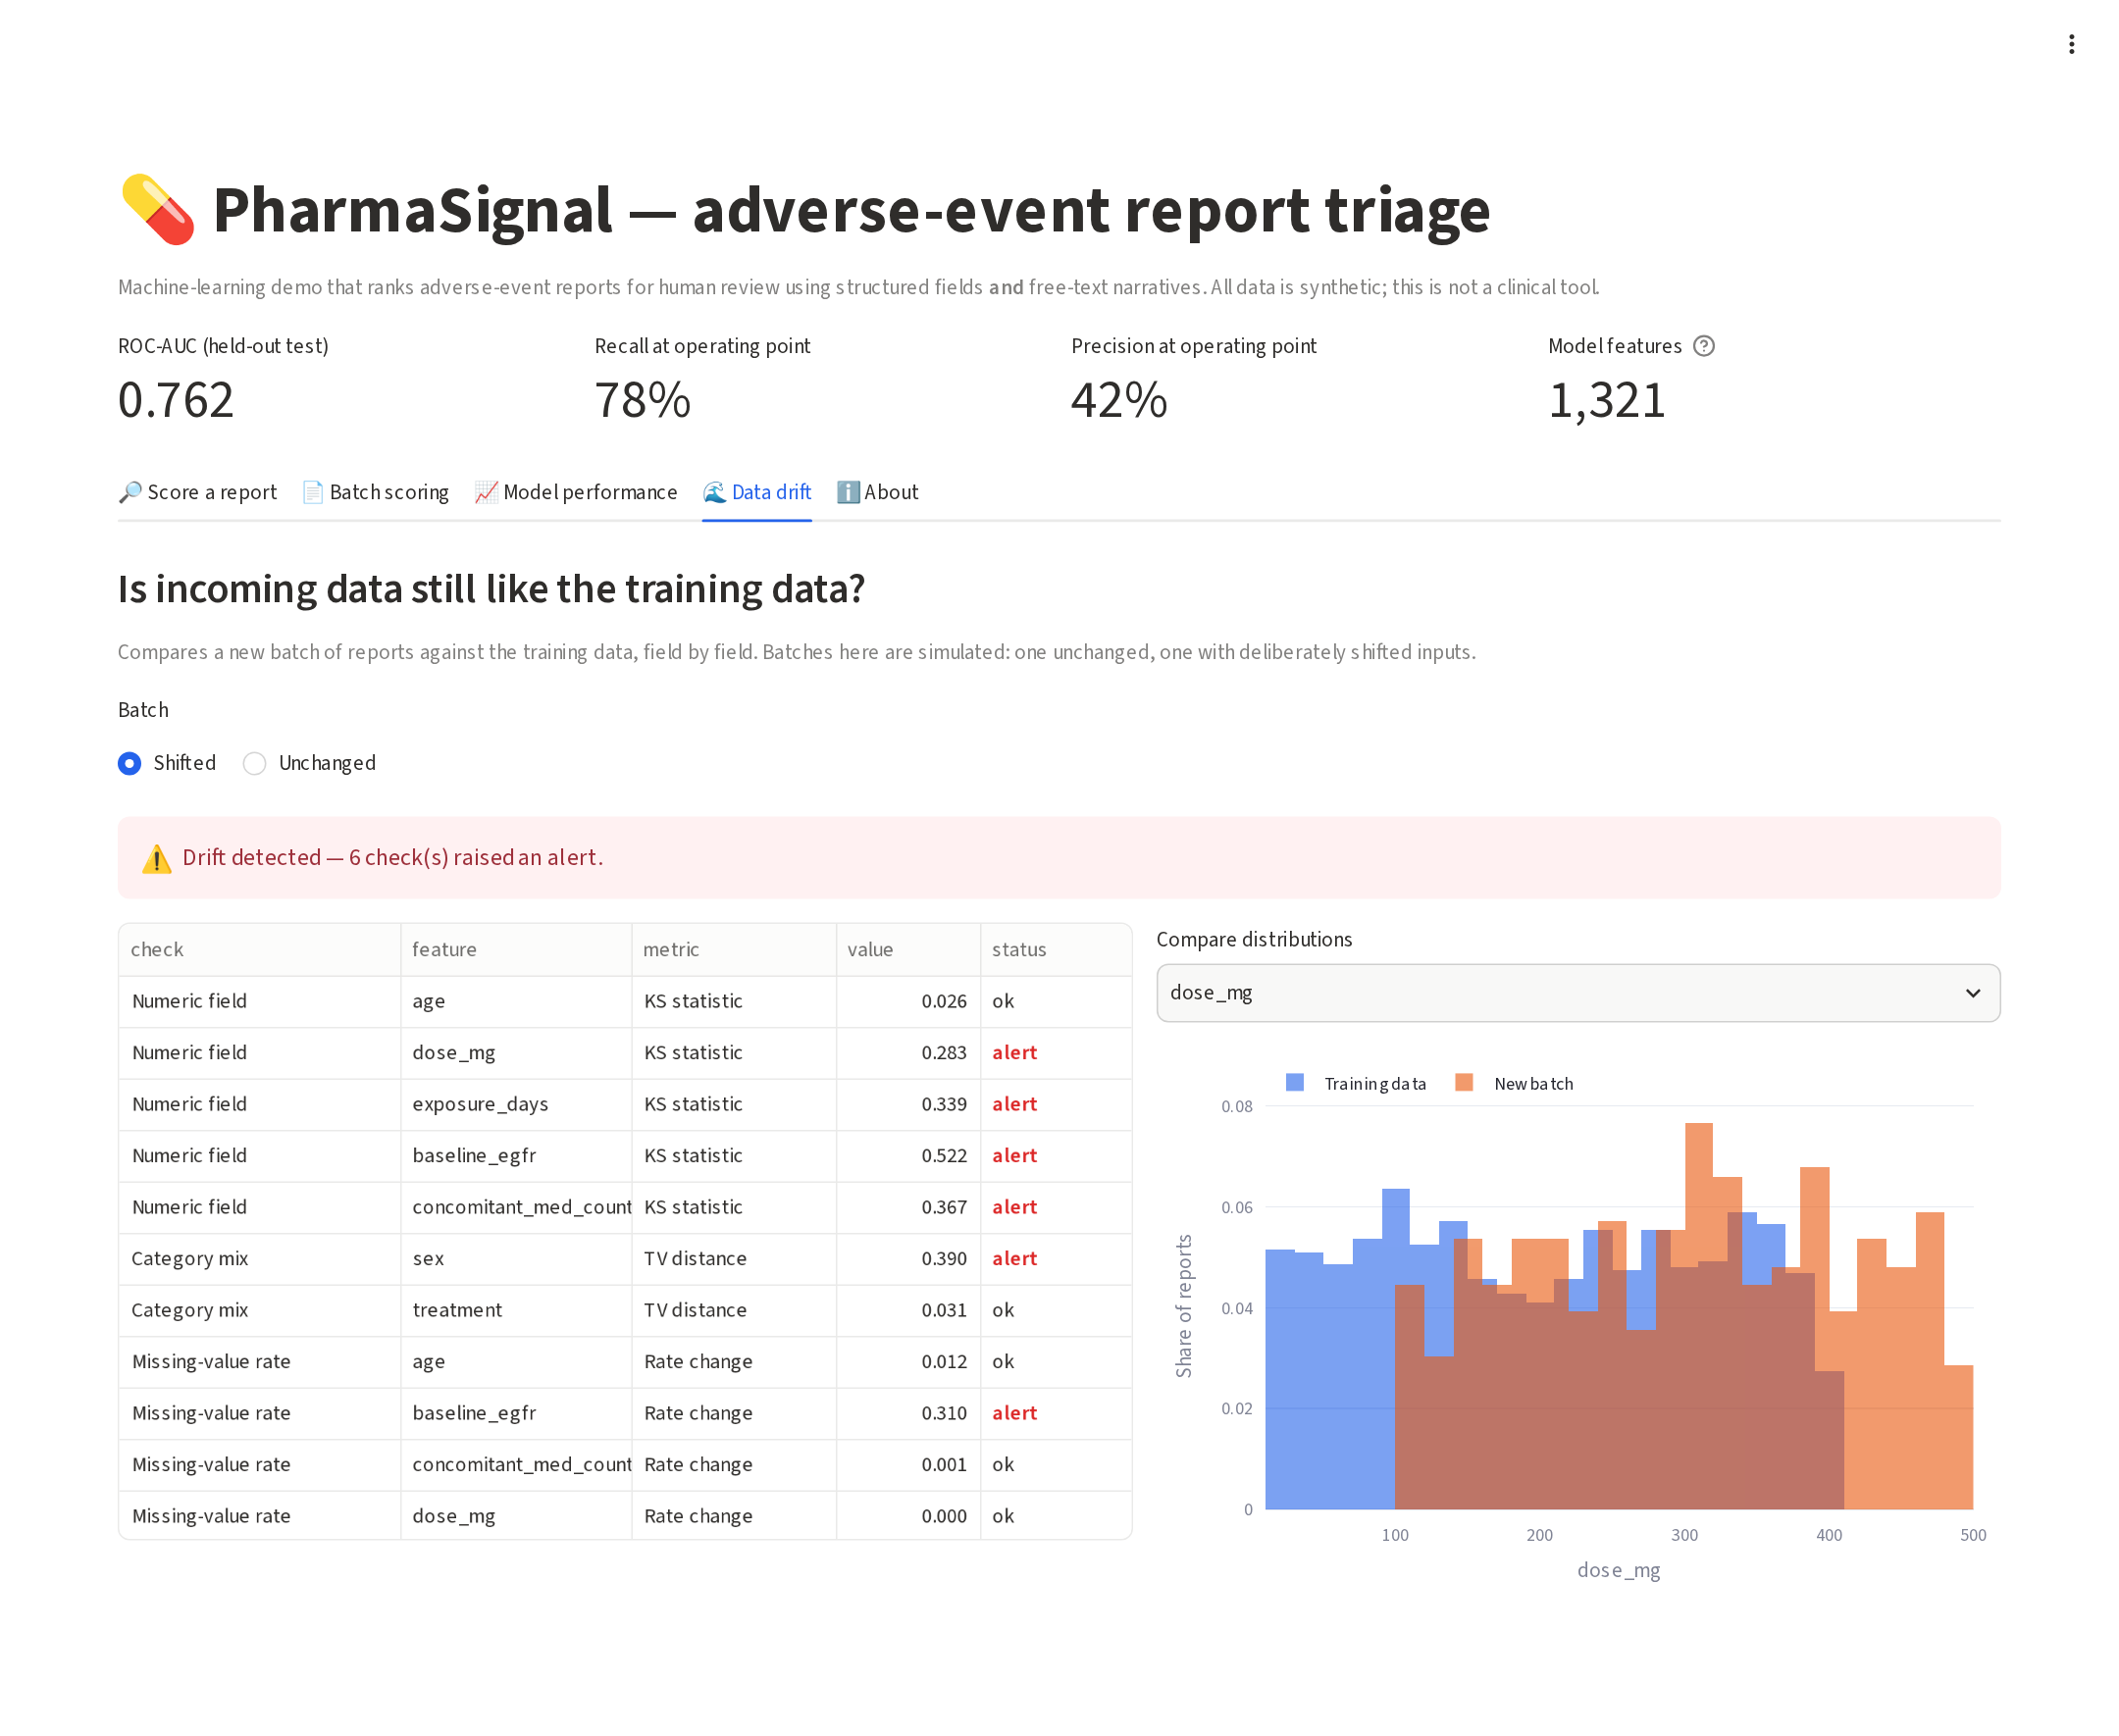 💊 PharmaSignal — adverse-event report triage
Machine-learning demo that ranks adverse-event reports for human review using structured fields and free-text narratives. All data is synthetic; this is not a clinical tool.
ROC-AUC (held-out test)
0.762
Recall at operating point
78%
Precision at operating point
42%
Model features
1,321
🔎 Score a report 📄 Batch scoring 📈 Model performance 🌊 Data drift ℹ️ About
Is incoming data still like the training data?
Compares a new batch of reports against the training data, field by field. Batches here are simulated: one unchanged, one with deliberately shifted inputs.
Batch
Shifted Unchanged
⚠️ Drift detected — 6 check(s) raised an alert.
check feature metric value status
Numeric field age KS statistic 0.026 ok
Numeric field dose_mg KS statistic 0.283 alert
Numeric field exposure_days KS statistic 0.339 alert
Numeric field baseline_egfr KS statistic 0.522 alert
Numeric field concomitant_med_count KS statistic 0.367 alert
Category mix sex TV distance 0.390 alert
Category mix treatment TV distance 0.031 ok
Missing-value rate age Rate change 0.012 ok
Missing-value rate baseline_egfr Rate change 0.310 alert
Missing-value rate concomitant_med_count Rate change 0.001 ok
Missing-value rate dose_mg Rate change 0.000 ok
Compare distributions
dose_mg
Training data New batch
0.08
0.06
0.04
0.02
0
Share of reports
100 200 300 400 500
dose_mg